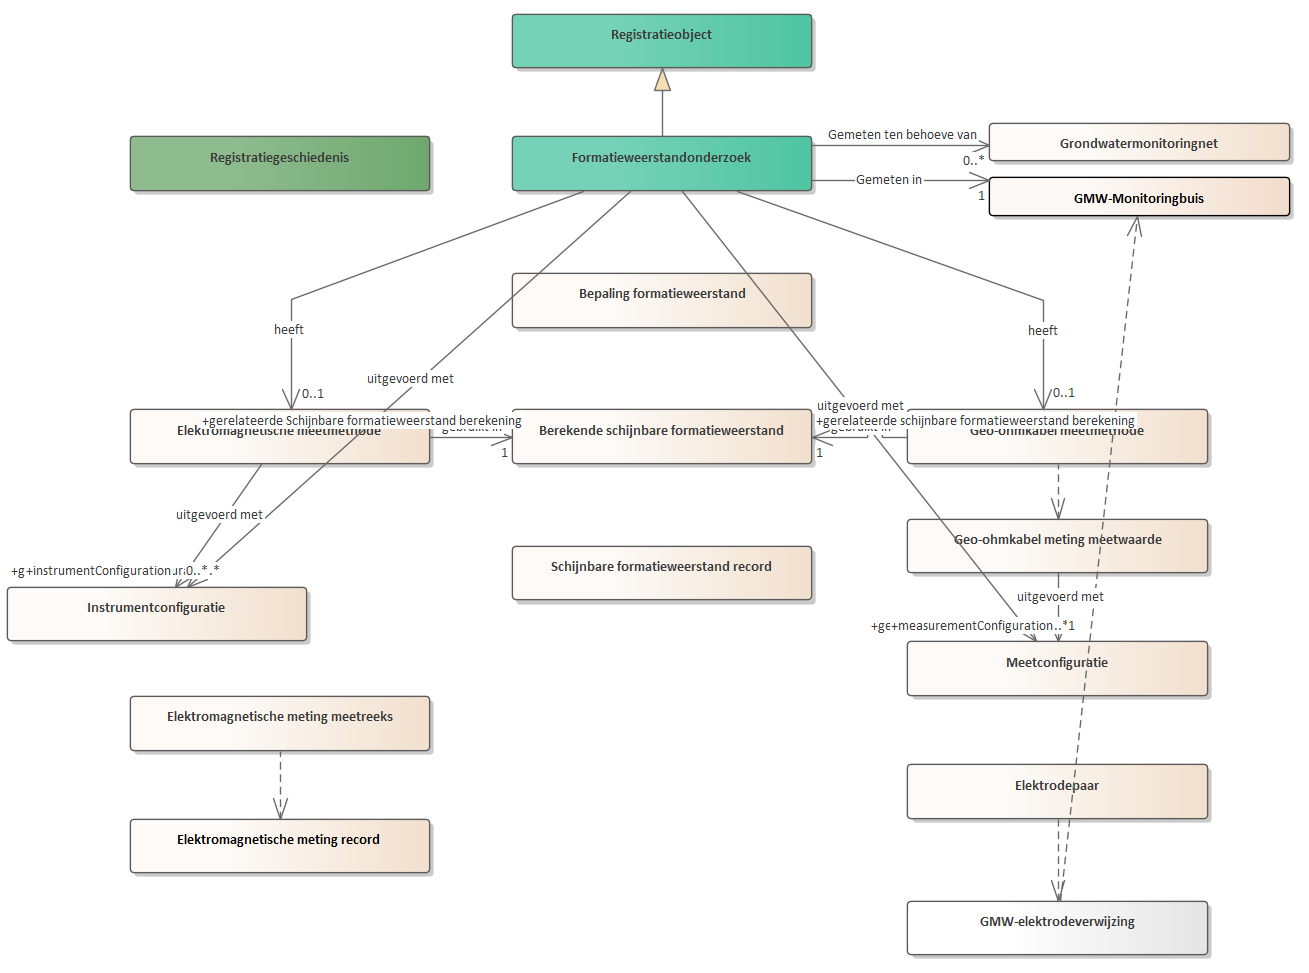 Registratieobject
Registratiegeschiedenis
Formatieweerstandonderzoek
Gemeten ten behoeve van
0..*
Grondwatermonitoringnet
Gemeten in
1
GMW-Monitoringbuis
Bepaling formatieweerstand
heeft
heeft
uitgevoerd met
0..1
0..1
uitgevoerd met
+gerelateerde Schijnbare formatieweerstand berekening
+gerelateerde schijnbare formatieweerstand berekening
Elektromagnetische meetmethode
gebruikt in
1
Berekende schijnbare formatieweerstand
gebruikt in
1
Geo-ohmkabel meetmethode
uitgevoerd met
Geo-ohmkabel meting meetwaarde
+g+instrumentConfiguration
0..*
.*
Schijnbare formatieweerstand record
uitgevoerd met
Instrumentconfiguratie
+ge+measurementConfiguration..*1
Meetconfiguratie
Elektromagnetische meting meetreeks
Elektrodepaar
Elektromagnetische meting record
GMW-elektrodeverwijzing